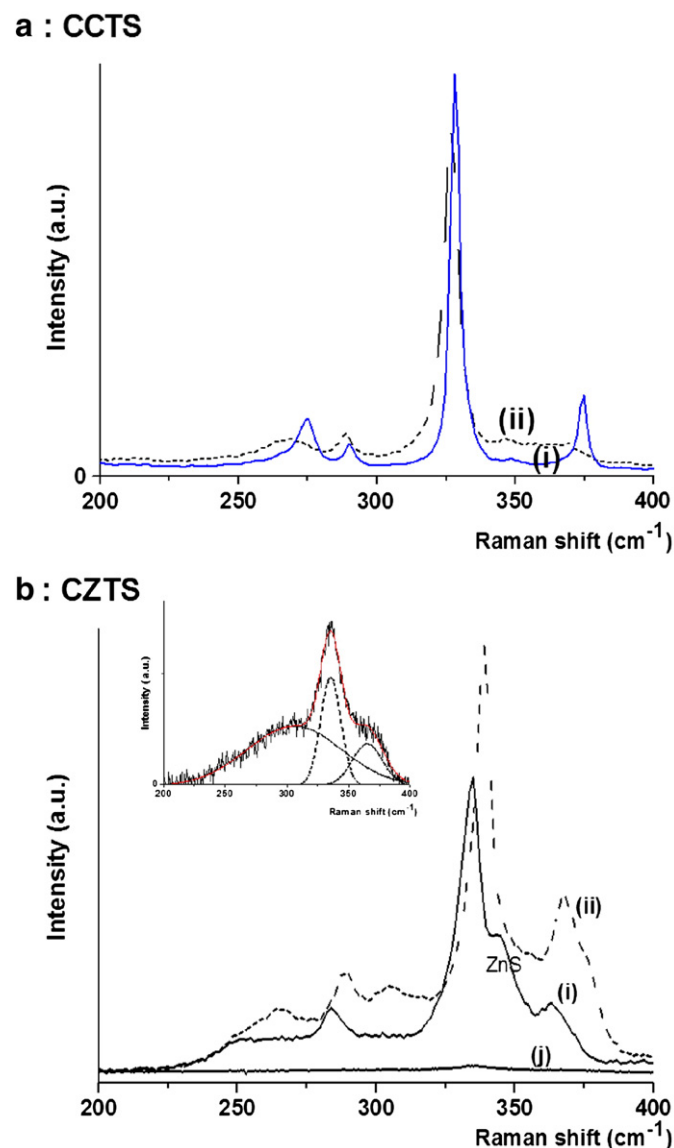 a : CCTS
Intensity (a.u.)
(ii)
(i)
0
200 250 300 350 400
Raman shift (cm⁻¹)
b : CZTS
Intensity (a.u.)
0
200 250 300 350 400
Raman shift (cm⁻¹)
Intensity (a.u.)
(ii)
ZnS
(i)
(j)
200 250 300 350 400
Raman shift (cm⁻¹)